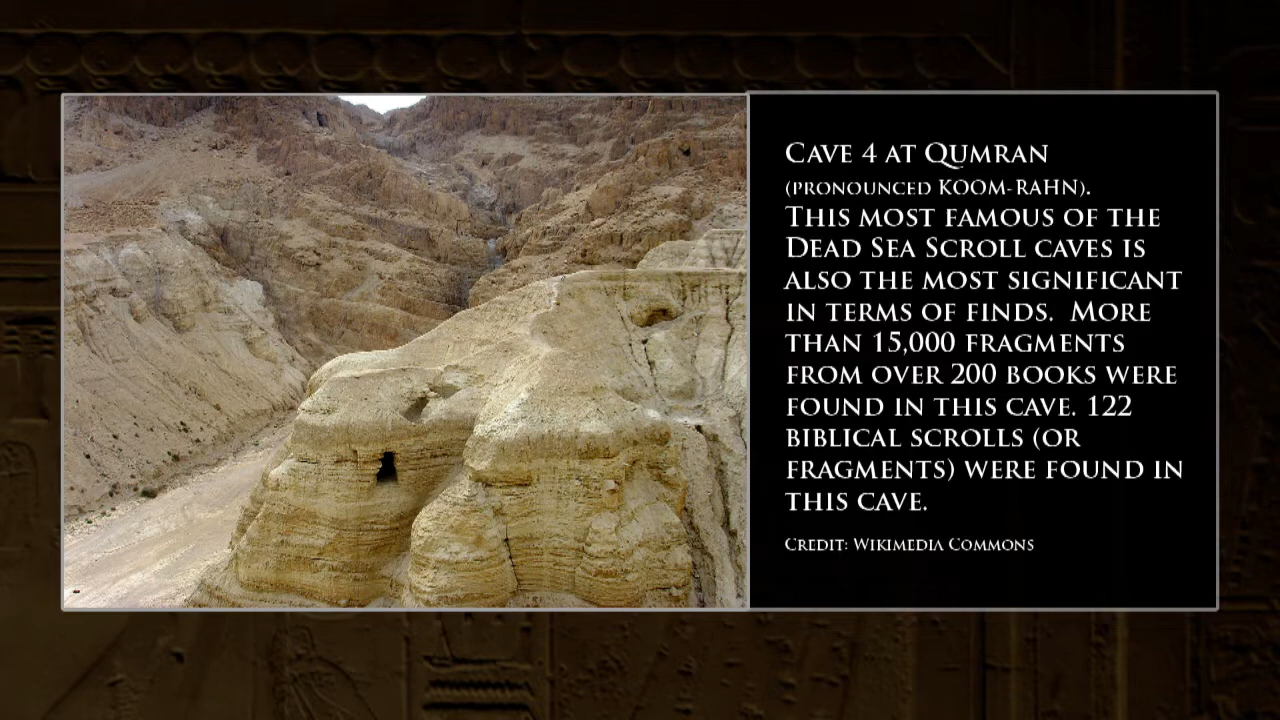 Cave 4 at Qumran
(pronounced KOOM-RAHN).
This most famous of the
Dead Sea Scroll caves is
also the most significant
in terms of finds. More
than 15,000 fragments
from over 200 books were
found in this cave. 122
biblical scrolls (or
fragments) were found in
this cave.
Credit: Wikimedia Commons